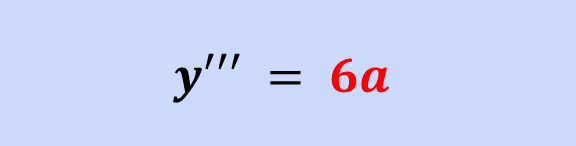 y′′′ = 6a